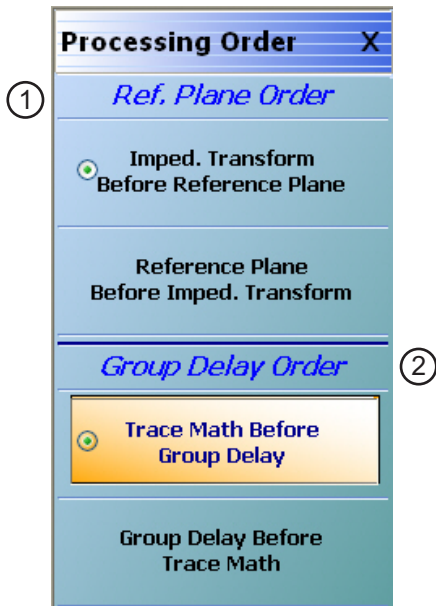 Processing Order X
① Ref. Plane Order
Imped. Transform
Before Reference Plane
Reference Plane
Before Imped. Transform
Group Delay Order ②
Trace Math Before
Group Delay
Group Delay Before
Trace Math